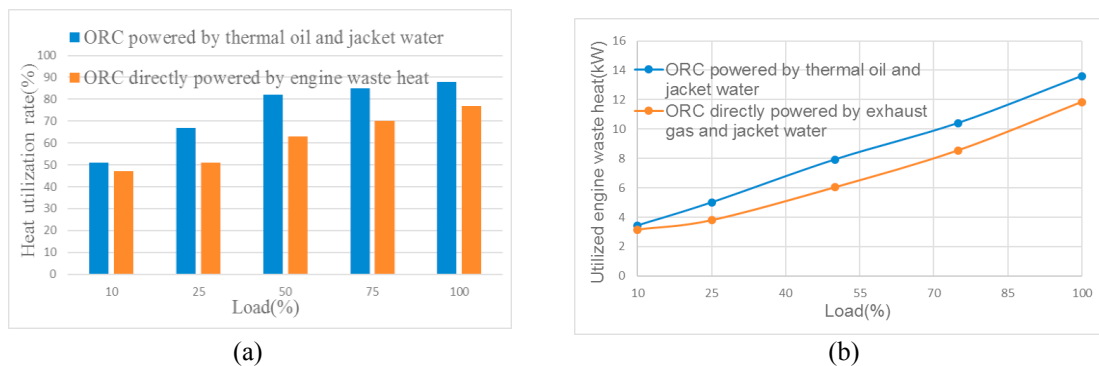 ORC powered by thermal oil and jacket water
ORC directly powered by engine waste heat
Heat utilization rate(%)
100
90
80
70
60
50
40
30
20
10
0
10 25 50 75 100
Load(%)
(a)
ORC powered by thermal oil and
jacket water
ORC directly powered by exhaust
gas and jacket water
Utilized engine waste heat(kW)
16
14
12
10
8
6
4
2
0
10 25 40 55 70 85 100
Load(%)
(b)